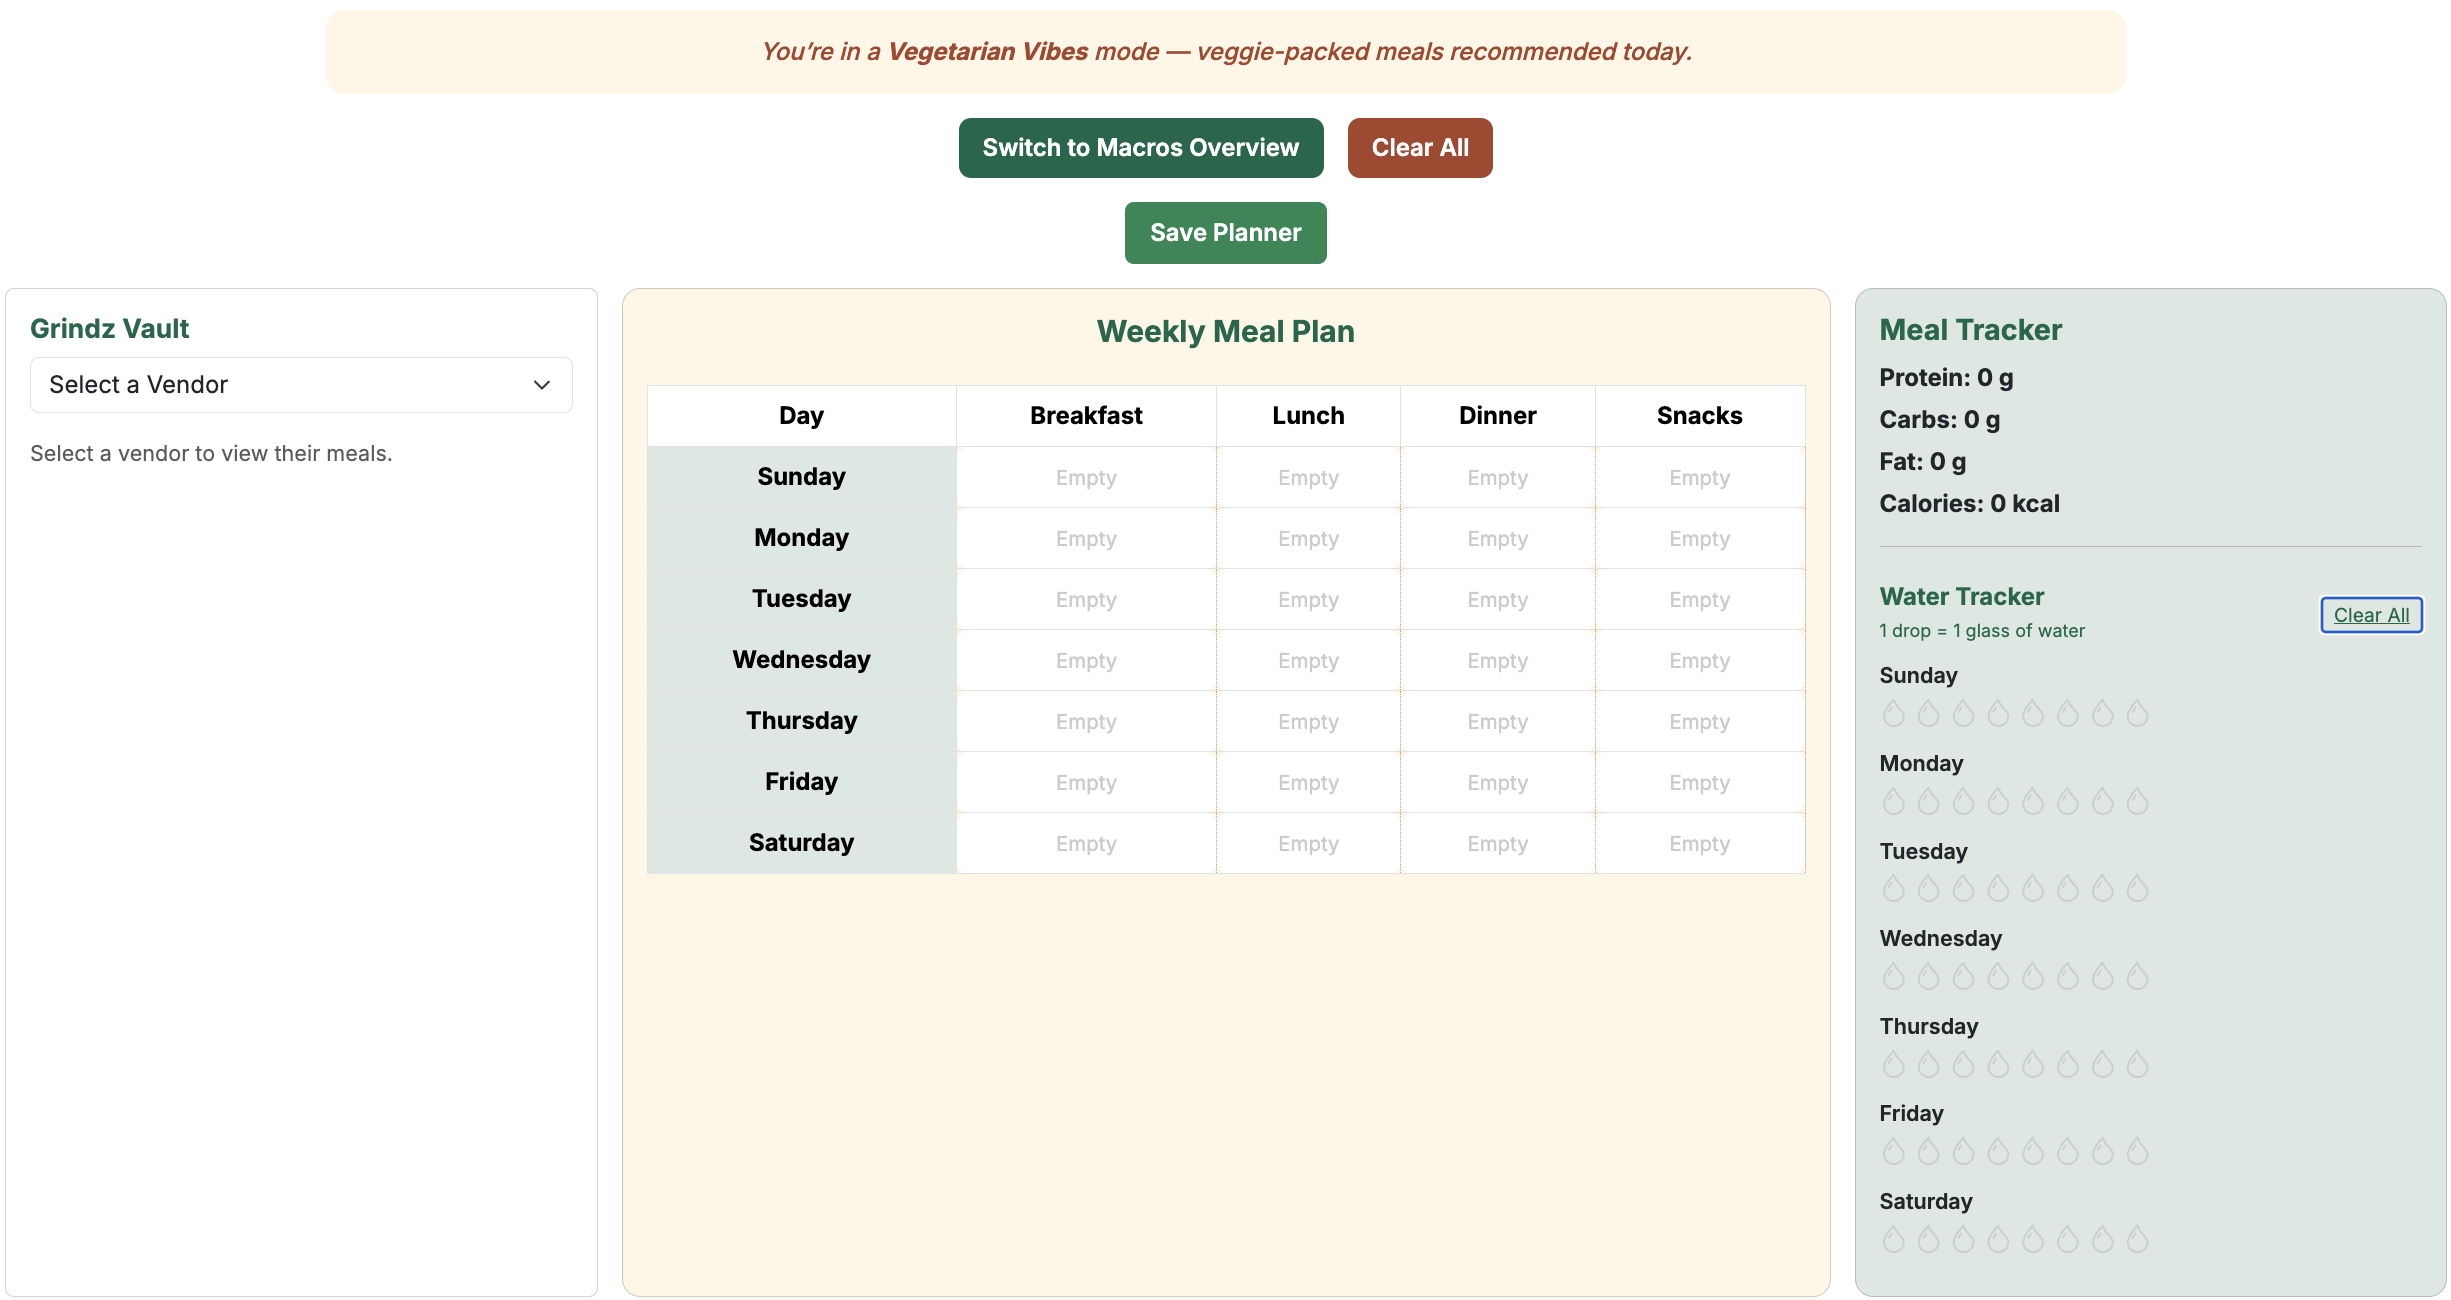 You're in a Vegetarian Vibes mode — veggie-packed meals recommended today.
Switch to Macros Overview
Clear All
Save Planner
Grindz Vault
Select a Vendor
Select a vendor to view their meals.
Weekly Meal Plan
Day Breakfast Lunch Dinner Snacks
Sunday Empty Empty Empty Empty
Monday Empty Empty Empty Empty
Tuesday Empty Empty Empty Empty
Wednesday Empty Empty Empty Empty
Thursday Empty Empty Empty Empty
Friday Empty Empty Empty Empty
Saturday Empty Empty Empty Empty
Meal Tracker
Protein: 0 g
Carbs: 0 g
Fat: 0 g
Calories: 0 kcal
Water Tracker
Clear All
1 drop = 1 glass of water
Sunday
Monday
Tuesday
Wednesday
Thursday
Friday
Saturday